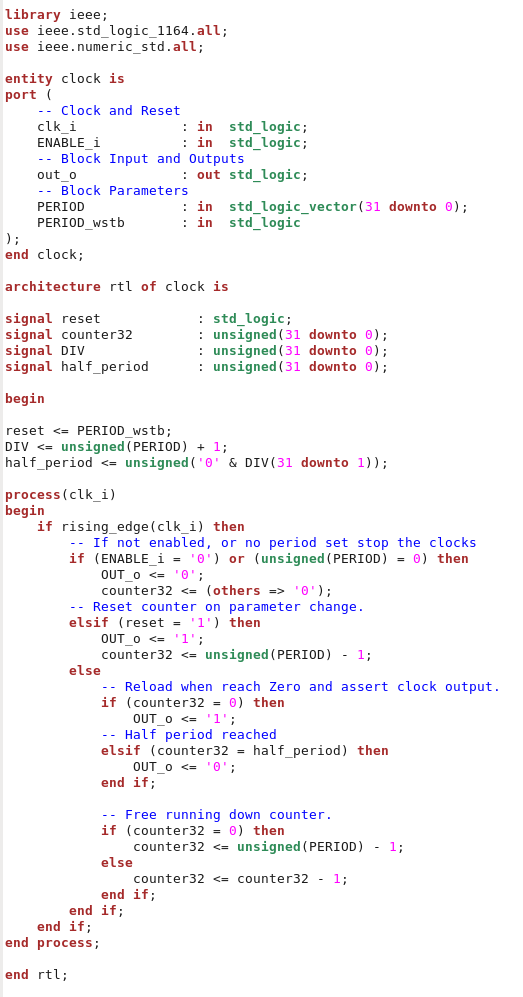 library ieee;
use ieee.std_logic_1164.all;
use ieee.numeric_std.all;

entity clock is
port (
    -- Clock and Reset
    clk_i             : in  std_logic;
    ENABLE_i          : in  std_logic;
    -- Block Input and Outputs
    out_o             : out std_logic;
    -- Block Parameters
    PERIOD            : in  std_logic_vector(31 downto 0);
    PERIOD_wstb       : in  std_logic
);
end clock;

architecture rtl of clock is

signal reset            : std_logic;
signal counter32        : unsigned(31 downto 0);
signal DIV              : unsigned(31 downto 0);
signal half_period      : unsigned(31 downto 0);

begin

reset <= PERIOD_wstb;
DIV <= unsigned(PERIOD) + 1;
half_period <= unsigned('0' & DIV(31 downto 1));

process(clk_i)
begin
    if rising_edge(clk_i) then
        -- If not enabled, or no period set stop the clocks
        if (ENABLE_i = '0') or (unsigned(PERIOD) = 0) then
            OUT_o <= '0';
            counter32 <= (others => '0');
        -- Reset counter on parameter change.
        elsif (reset = '1') then
            OUT_o <= '1';
            counter32 <= unsigned(PERIOD) - 1;
        else
            -- Reload when reach Zero and assert clock output.
            if (counter32 = 0) then
                OUT_o <= '1';
            -- Half period reached
            elsif (counter32 = half_period) then
                OUT_o <= '0';
            end if;

            -- Free running down counter.
            if (counter32 = 0) then
                counter32 <= unsigned(PERIOD) - 1;
            else
                counter32 <= counter32 - 1;
            end if;
        end if;
    end if;
end process;

end rtl;